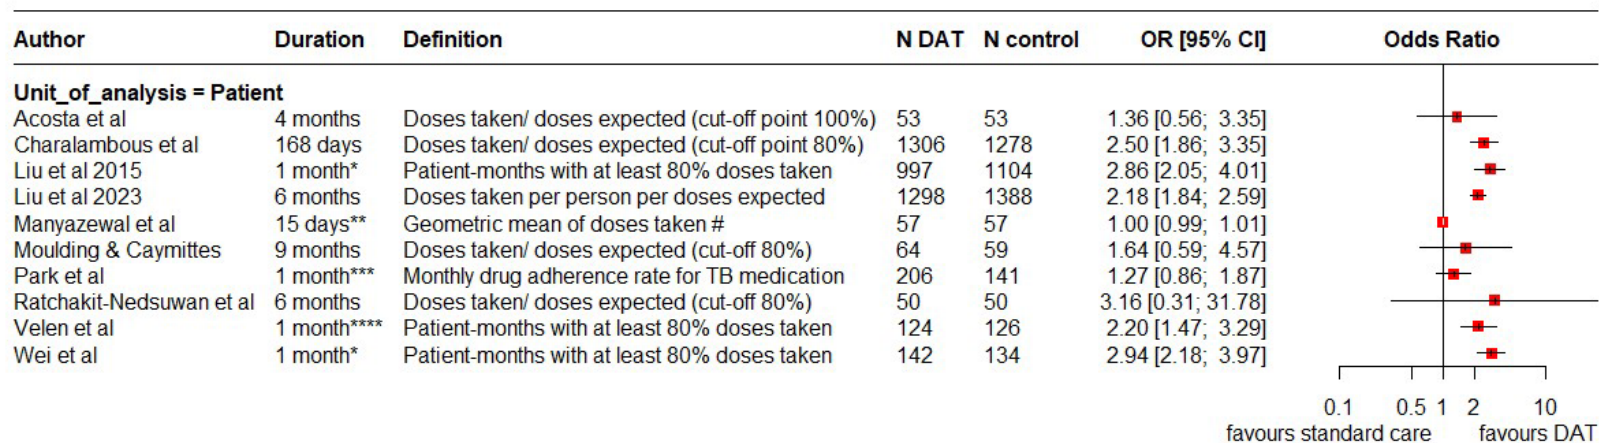 Author Duration Definition N DAT N control OR [95% CI] Odds Ratio
Unit_of_analysis = Patient
Acosta et al 4 months Doses taken/ doses expected (cut-off point 100%) 53 53 1.36 [0.56; 3.35]
Charalambous et al 168 days Doses taken/ doses expected (cut-off point 80%) 1306 1278 2.50 [1.86; 3.35]
Liu et al 2015 1 month* Patient-months with at least 80% doses taken 997 1104 2.86 [2.05; 4.01]
Liu et al 2023 6 months Doses taken per person per doses expected 1298 1388 2.18 [1.84; 2.59]
Manyazewal et al 15 days** Geometric mean of doses taken # 57 57 1.00 [0.99; 1.01]
Moulding & Caymittes 9 months Doses taken/ doses expected (cut-off 80%) 64 59 1.64 [0.59; 4.57]
Park et al 1 month*** Monthly drug adherence rate for TB medication 206 141 1.27 [0.86; 1.87]
Ratchakit-Nedsuwan et al 6 months Doses taken/ doses expected (cut-off 80%) 50 50 3.16 [0.31; 31.78]
Velen et al 1 month**** Patient-months with at least 80% doses taken 124 126 2.20 [1.47; 3.29]
Wei et al 1 month* Patient-months with at least 80% doses taken 142 134 2.94 [2.18; 3.97]
0.1 0.5 1 2 10
favours standard care favours DAT